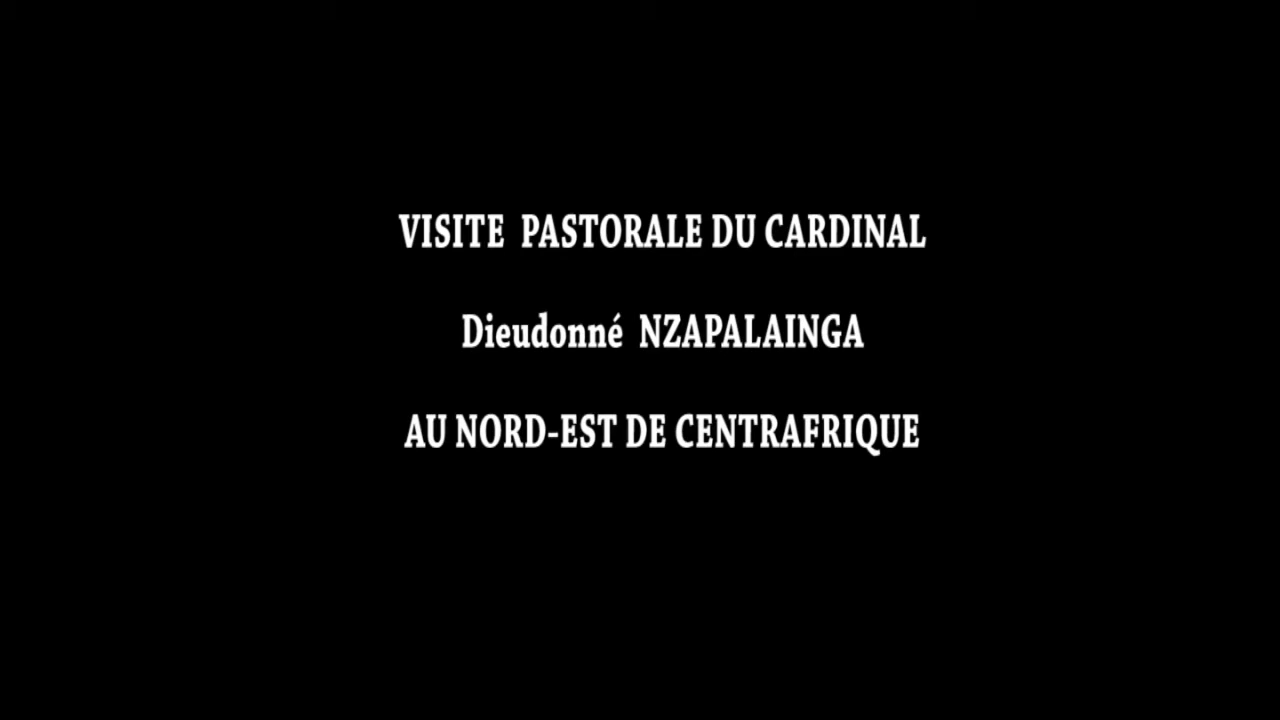 VISITE PASTORALE DU CARDINAL
Dieudonné NZAPALAINGA
AU NORD-EST DE CENTRAFRIQUE